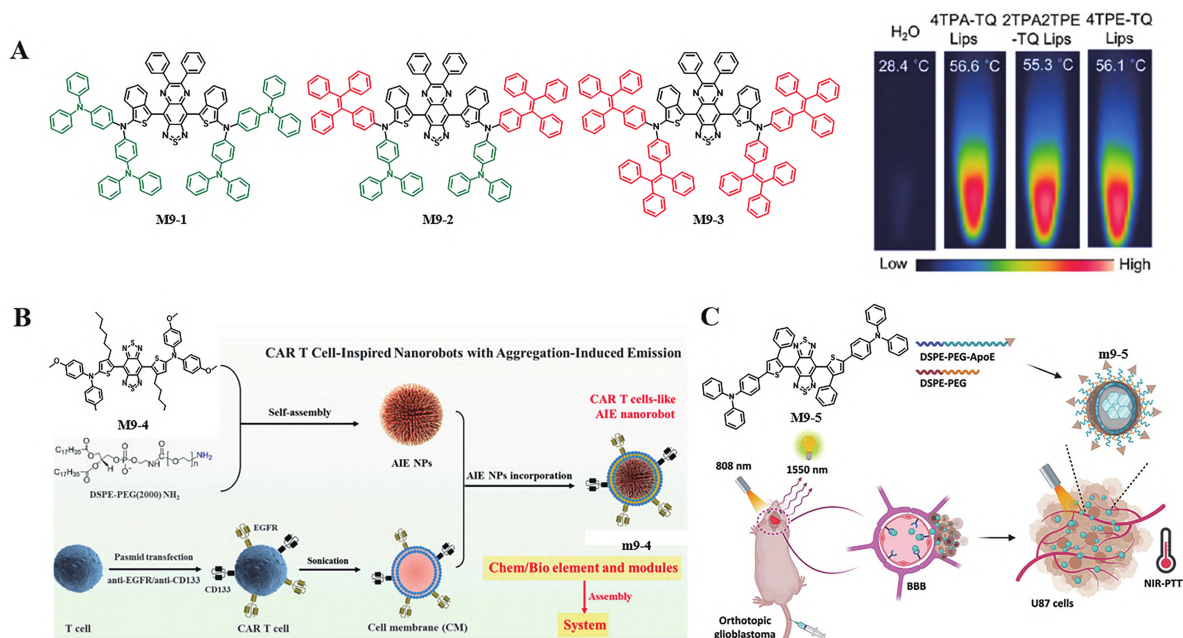 A
M9-1
M9-2
M9-3
H₂O
4TPA-TQ
Lips
2TPA2TPE
-TQ Lips
4TPE-TQ
Lips
28.4 °C
56.6 °C
55.3 °C
56.1 °C
Low
High
B
M9-4
DSPE-PEG(2000) NH₂
CAR T Cell-Inspired Nanorobots with Aggregation-Induced Emission
Self-assembly
AIE NPs
AIE NPs incorporation
CAR T cells-like
AIE nanorobot
m9-4
T cell
Pasmid transfection
anti-EGFR/anti-CD133
EGFR
CD133
CAR T cell
Sonication
Cell membrane (CM)
Chem/Bio element and modules
Assembly
System
C
M9-5
DSPE-PEG-ApoE
DSPE-PEG
m9-5
808 nm
1550 nm
Orthotopic
glioblastoma
BBB
U87 cells
NIR-PTT